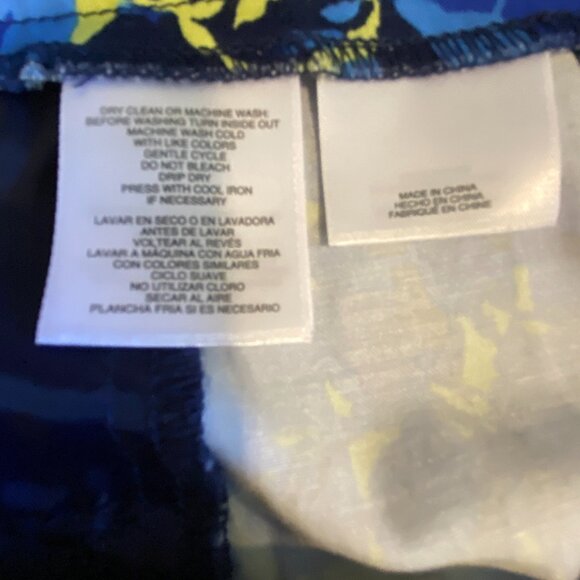 DRY CLEAN OR MACHINE WASH:
BEFORE WASHING TURN INSIDE OUT
MACHINE WASH COLD
WITH LIKE COLORS
GENTLE CYCLE
DO NOT BLEACH
DRIP DRY
PRESS WITH COOL IRON
IF NECESSARY
LAVAR EN SECO O EN LAVADORA
ANTES DE LAVAR
VOLTEAR AL REVÉS
LAVAR A MÁQUINA CON AGUA FRIA
CON COLORES SIMILARES
CICLO SUAVE
NO UTILIZAR CLORO
SECAR AL AIRE
PLANCHA FRIA SI ES NECESARIO
MADE IN CHINA
HECHO EN CHINA
FABRIQUÉ EN CHINE